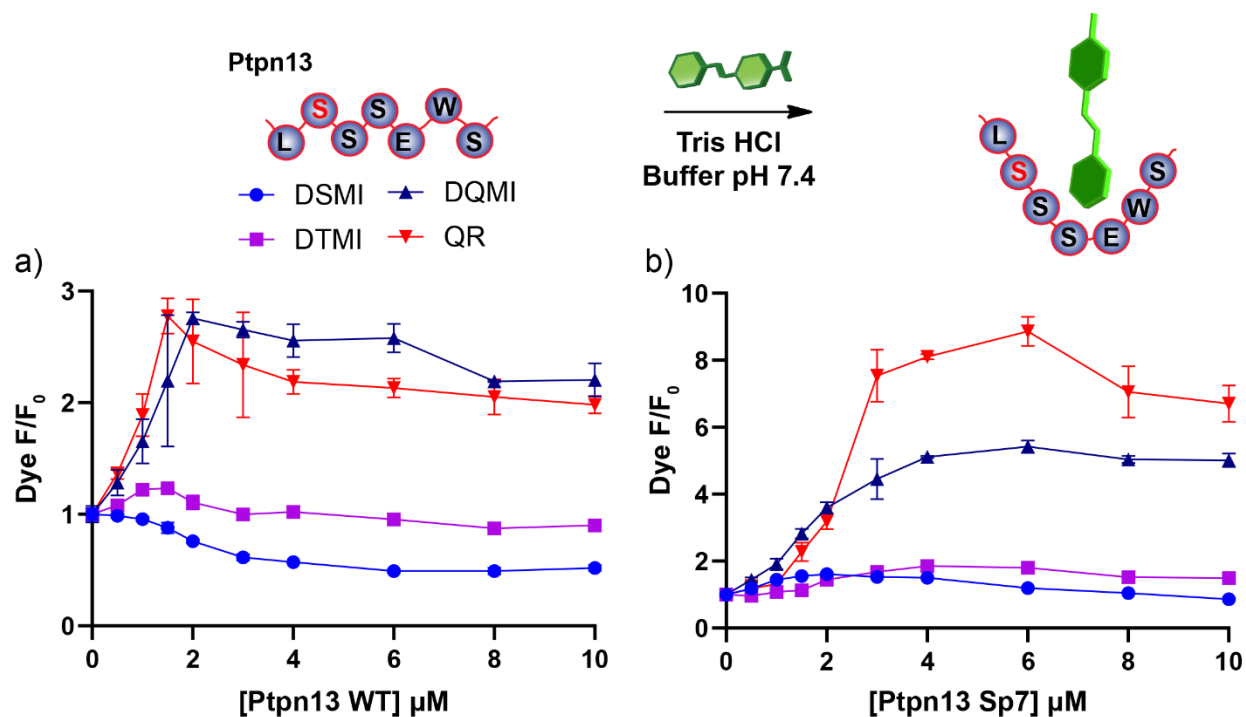 Ptpn13
L S S S E W S
Tris HCl
Buffer pH 7.4
L S S S E W S
DSMI
DQMI
DTMI
QR
a)
Dye F/F₀
3
2
1
0
0 2 4 6 8 10
[Ptpn13 WT] µM
b)
Dye F/F₀
10
8
6
4
2
0
0 2 4 6 8 10
[Ptpn13 Sp7] µM